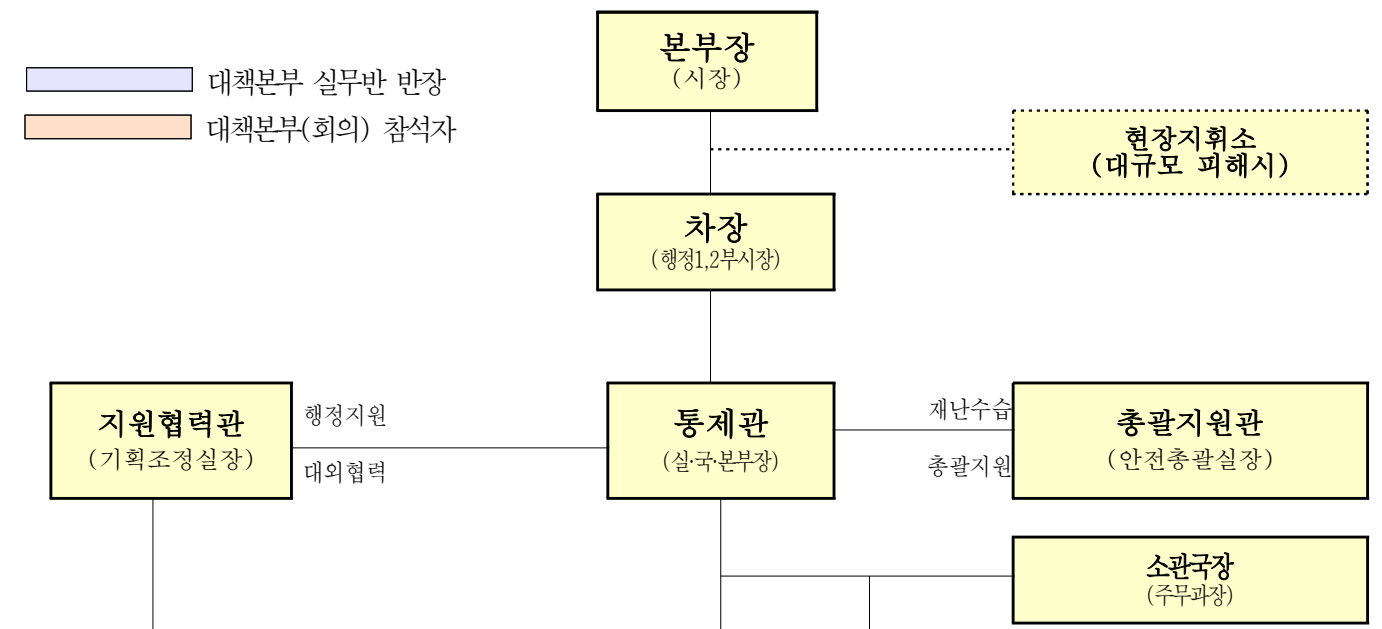 본부장
(시장)
대책본부 실무반 반장
대책본부(회의) 참석자
현장지휘소
(대규모 피해시)
차장
(행정1,2부시장)
지원협력관
(기획조정실장)
행정지원
대외협력
통제관
(실·국·본부장)
재난수습
총괄지원
총괄지원관
(안전총괄실장)
소관국장
(주무과장)